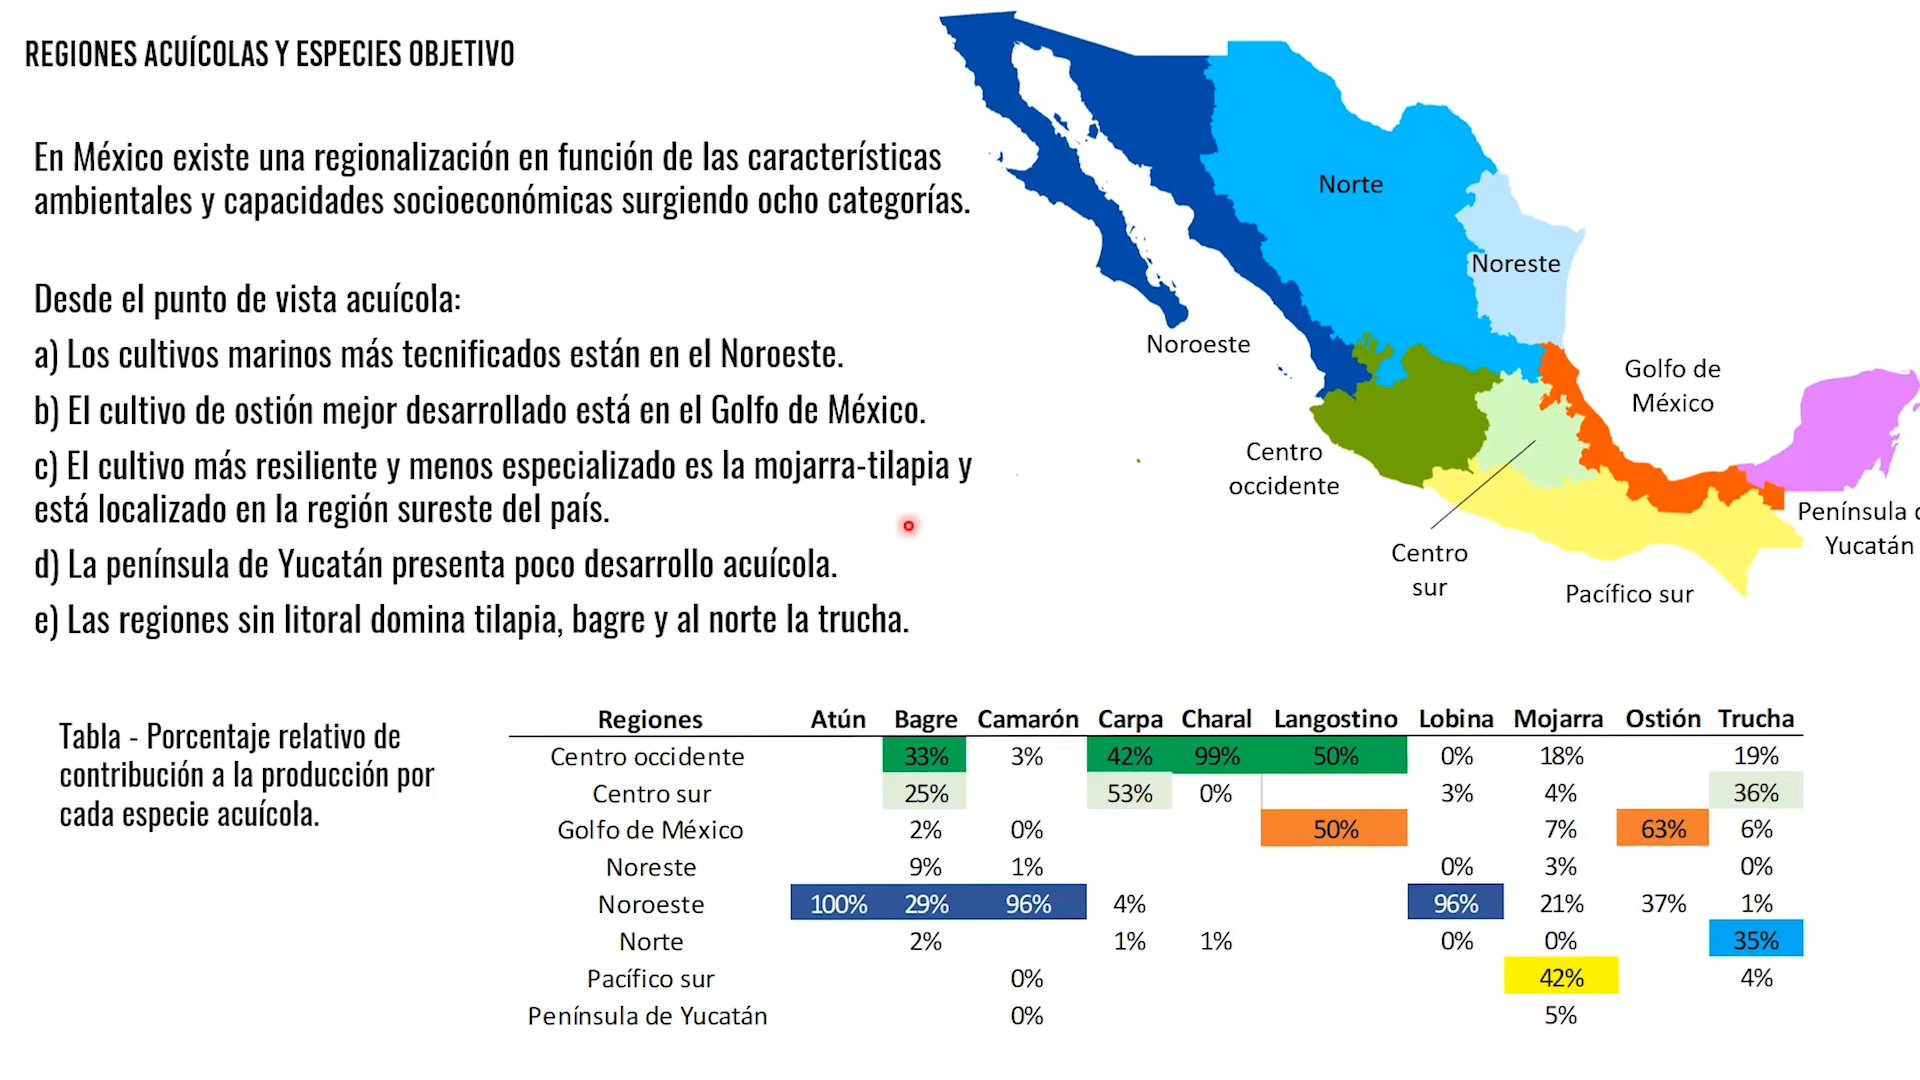 REGIONES ACUÍCOLAS Y ESPECIES OBJETIVO
En México existe una regionalización en función de las características
ambientales y capacidades socioeconómicas surgiendo ocho categorías.
Desde el punto de vista acuícola:
a) Los cultivos marinos más tecnificados están en el Noroeste.
b) El cultivo de ostión mejor desarrollado está en el Golfo de México.
c) El cultivo más resiliente y menos especializado es la mojarra-tilapia y
está localizado en la región sureste del país.
d) La península de Yucatán presenta poco desarrollo acuícola.
e) Las regiones sin litoral domina tilapia, bagre y al norte la trucha.
Norte
Noreste
Noroeste
Golfo de
México
Centro
occidente
Península
Yucatán
Centro
sur
Pacífico sur
Tabla - Porcentaje relativo de
contribución a la producción por
cada especie acuícola.
Regiones Atún Bagre Camarón Carpa Charal Langostino Lobina Mojarra Ostión Trucha
Centro occidente 33% 3% 42% 99% 50% 0% 18% 19%
Centro sur 25% 53% 0% 3% 4% 36%
Golfo de México 2% 0% 50% 7% 63% 6%
Noreste 9% 1% 0% 3% 0%
Noroeste 100% 29% 96% 4% 96% 21% 37% 1%
Norte 2% 1% 1% 0% 0% 35%
Pacífico sur 0% 42% 4%
Península de Yucatán 0% 5%